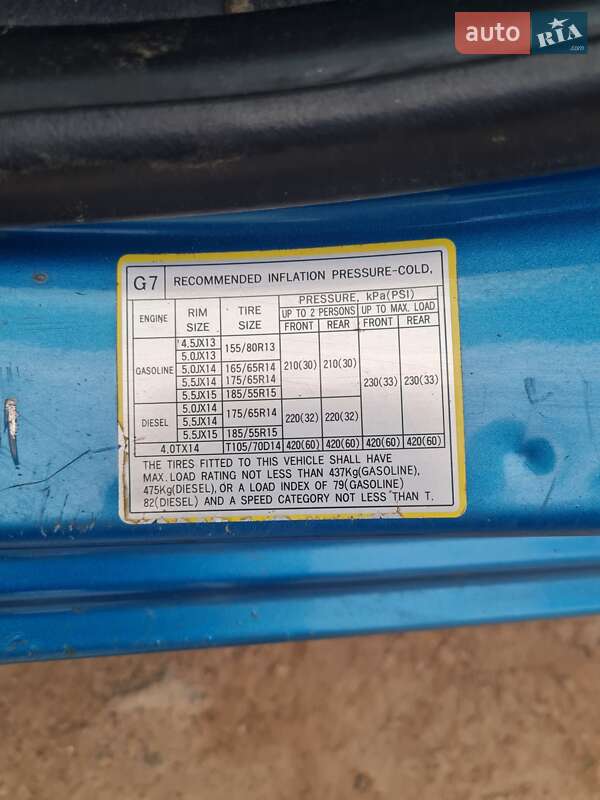 auto RIA .com
G7 RECOMMENDED INFLATION PRESSURE-COLD,
ENGINE RIM SIZE TIRE SIZE PRESSURE, kPa(PSI)
UP TO 2 PERSONS UP TO MAX. LOAD
FRONT REAR FRONT REAR
GASOLINE 4.5JX13 155/80R13 210(30) 210(30) 230(33) 230(33)
5.0JX13
5.0JX14 165/65R14
5.5JX14 175/65R14
5.5JX15 185/55R15
DIESEL 5.0JX14 175/65R14 220(32) 220(32)
5.5JX14
5.5JX15 185/55R15
4.0TX14 T105/70D14 420(60) 420(60) 420(60) 420(60)
THE TIRES FITTED TO THIS VEHICLE SHALL HAVE
MAX. LOAD RATING NOT LESS THAN 437Kg(GASOLINE),
475Kg(DIESEL), OR A LOAD INDEX OF 79(GASOLINE)
82(DIESEL) AND A SPEED CATEGORY NOT LESS THAN T.